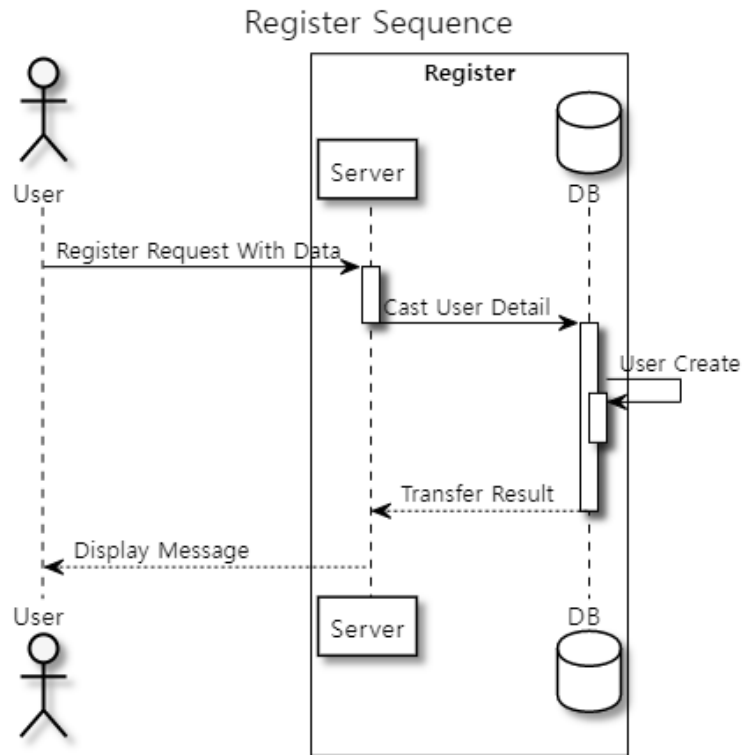 Register Sequence
Register
User
Server
DB
Register Request With Data
Cast User Detail
User Create
Transfer Result
Display Message
User
Server
DB